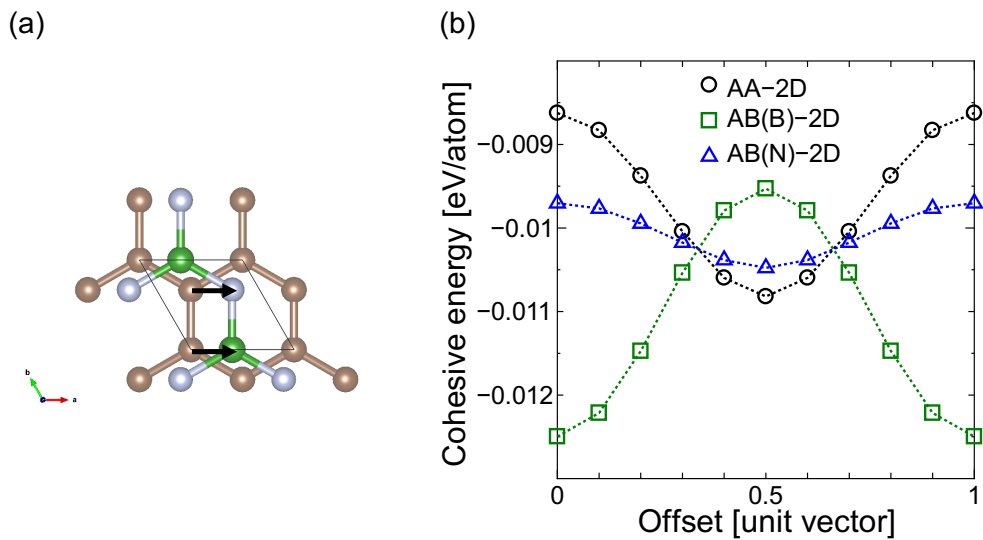 (a)
(b)
b
a
Cohesive energy [eV/atom]
AA−2D
AB(B)−2D
AB(N)−2D
−0.009
−0.01
−0.011
−0.012
0
0.5
1
Offset [unit vector]